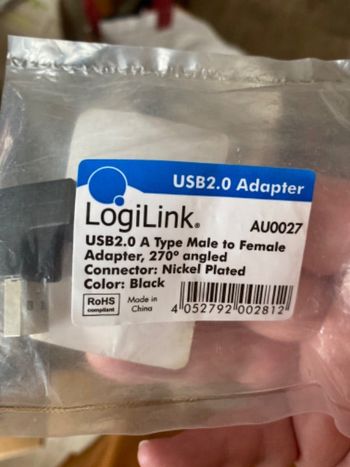 USB2.0 Adapter
LogiLink®
AU0027
USB2.0 A Type Male to Female
Adapter, 270° angled
Connector: Nickel Plated
Color: Black
RoHS
compliant
Made in
China
4 052792 002812